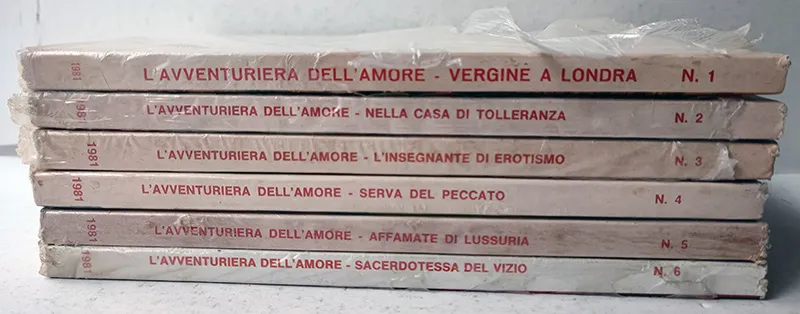 1981 L'AVVENTURIERA DELL'AMORE - VERGINE A LONDRA N. 1
1981 L'AVVENTURIERA DELL'AMORE - NELLA CASA DI TOLLERANZA N. 2
1981 L'AVVENTURIERA DELL'AMORE - L'INSEGNANTE DI EROTISMO N. 3
1981 L'AVVENTURIERA DELL'AMORE - SERVA DEL PECCATO N. 4
1981 L'AVVENTURIERA DELL'AMORE - AFFAMATE DI LUSSURIA N. 5
1981 L'AVVENTURIERA DELL'AMORE - SACERDOTESSA DEL VIZIO N. 6